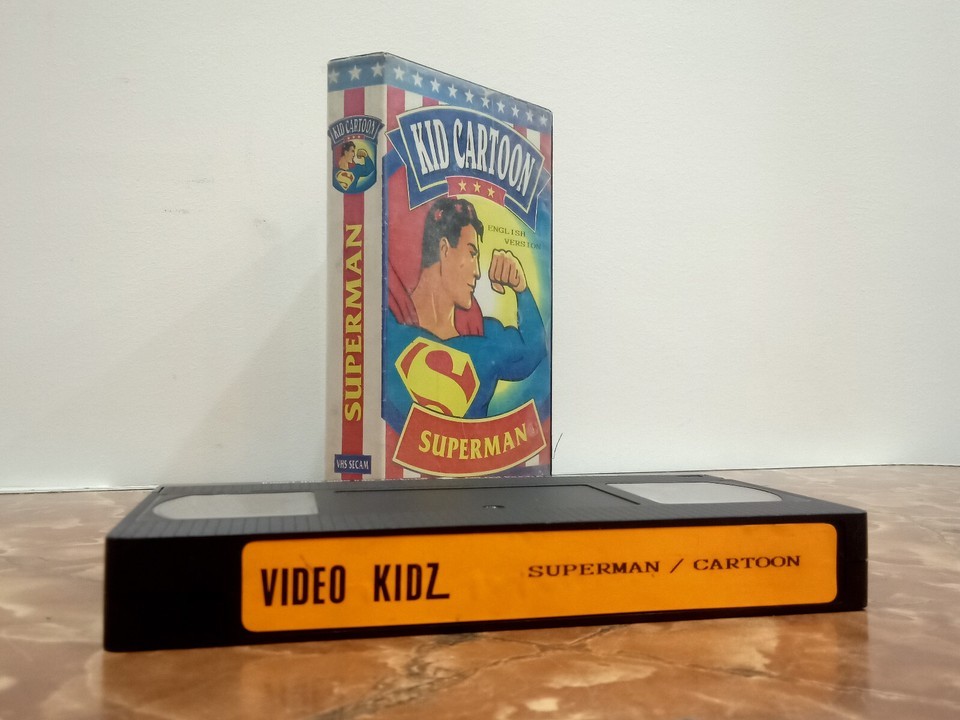 KID CARTOON
SUPERMAN
VHS SECAM
KID CARTOON
ENGLISH
VERSION
S
SUPERMAN
VIDEO KIDZ
SUPERMAN / CARTOON